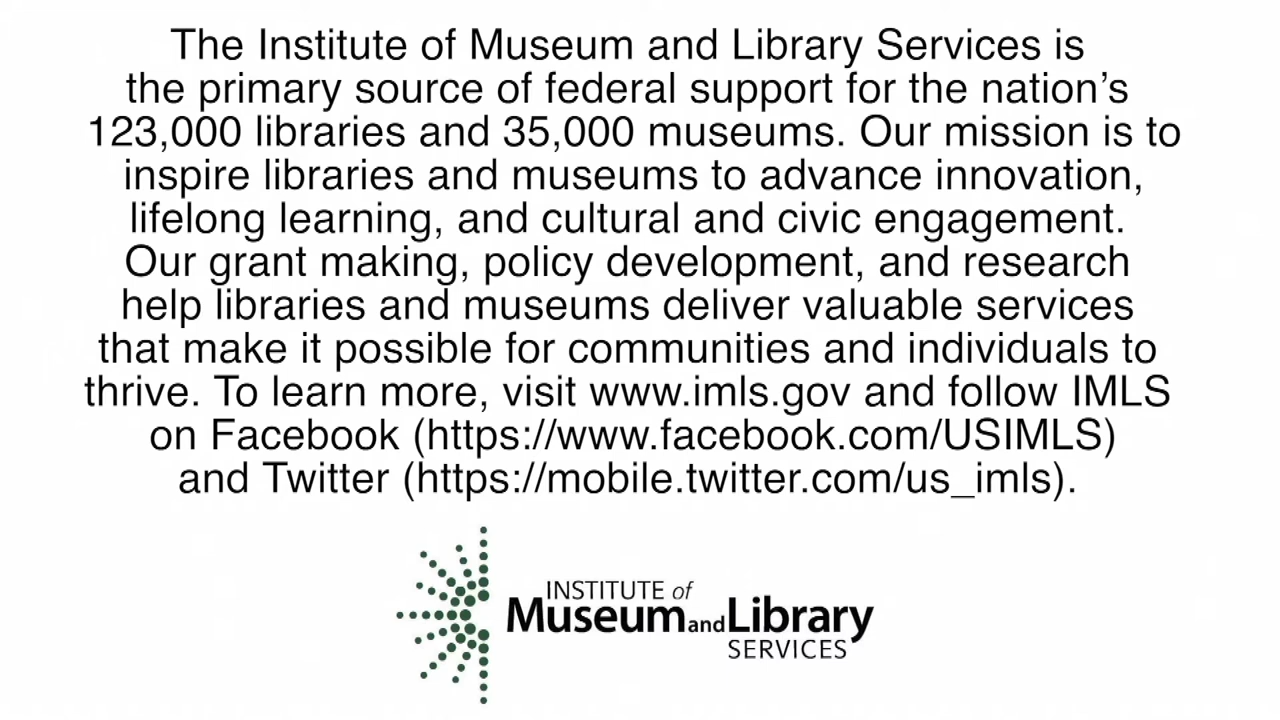 The Institute of Museum and Library Services is
the primary source of federal support for the nation’s
123,000 libraries and 35,000 museums. Our mission is to
inspire libraries and museums to advance innovation,
lifelong learning, and cultural and civic engagement.
Our grant making, policy development, and research
help libraries and museums deliver valuable services
that make it possible for communities and individuals to
thrive. To learn more, visit www.imls.gov and follow IMLS
on Facebook (https://www.facebook.com/USIMLS)
and Twitter (https://mobile.twitter.com/us_imls).
INSTITUTE of
Museum and Library
SERVICES